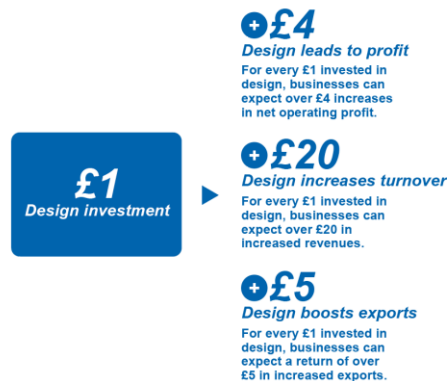 £1
Design investment
+£4
Design leads to profit
For every £1 invested in
design, businesses can
expect over £4 increases
in net operating profit.
+£20
Design increases turnover
For every £1 invested in
design, businesses can
expect over £20 in
increased revenues.
+£5
Design boosts exports
For every £1 invested in
design, businesses can
expect a return of over
£5 in increased exports.